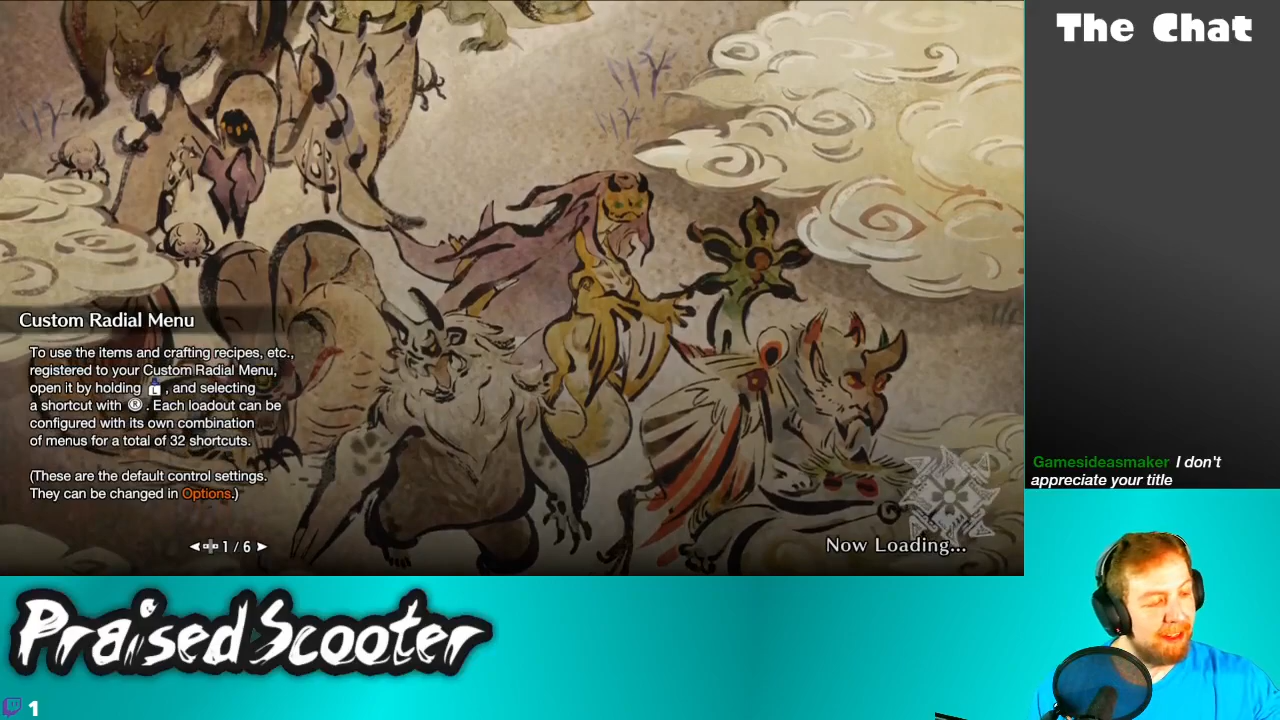 The Chat
Custom Radial Menu
To use the items and crafting recipes, etc.,
registered to your Custom Radial Menu,
open it by holding L, and selecting
a shortcut with R. Each loadout can be
configured with its own combination
of menus for a total of 32 shortcuts.
(These are the default control settings.
They can be changed in Options.)
1 / 6
Now Loading...
Gamesideasmaker I don't
appreciate your title
Praised Scooter
1